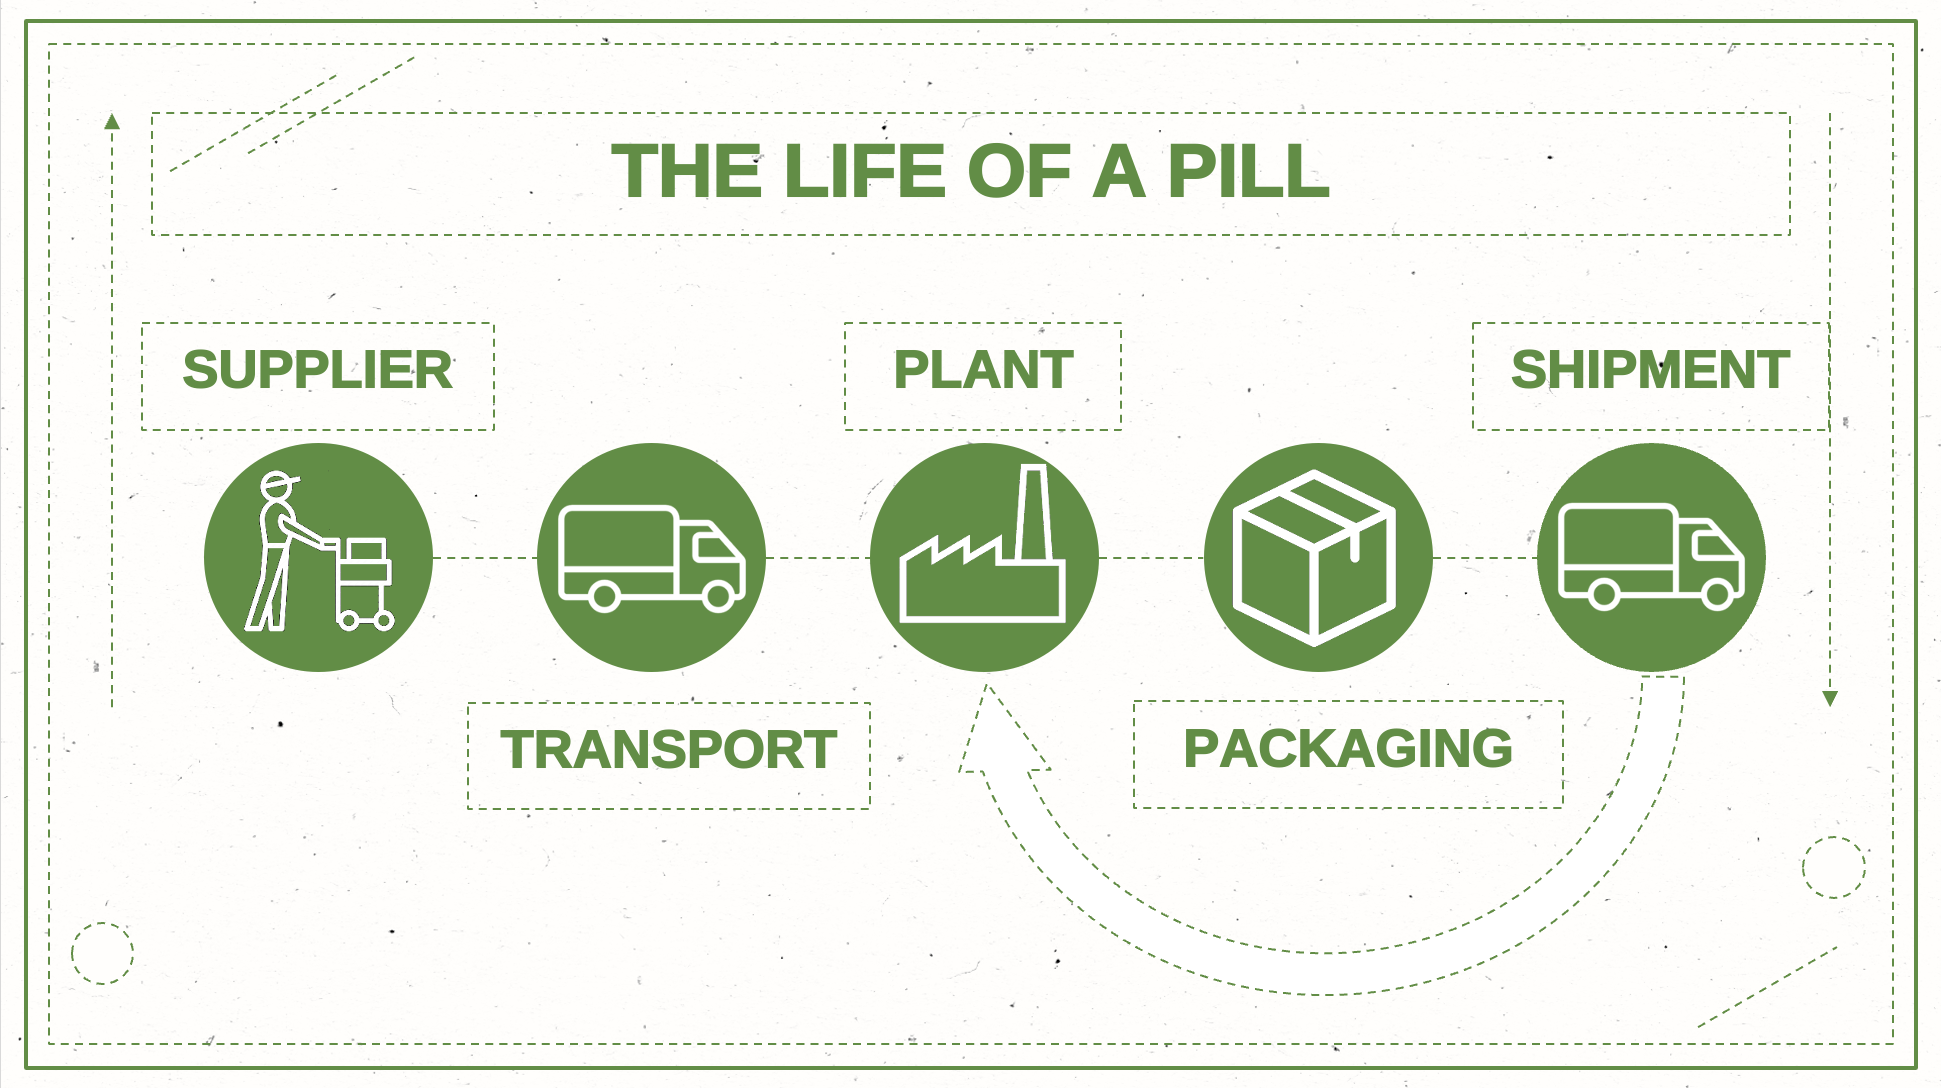 THE LIFE OF A PILL
SUPPLIER
PLANT
SHIPMENT
TRANSPORT
PACKAGING